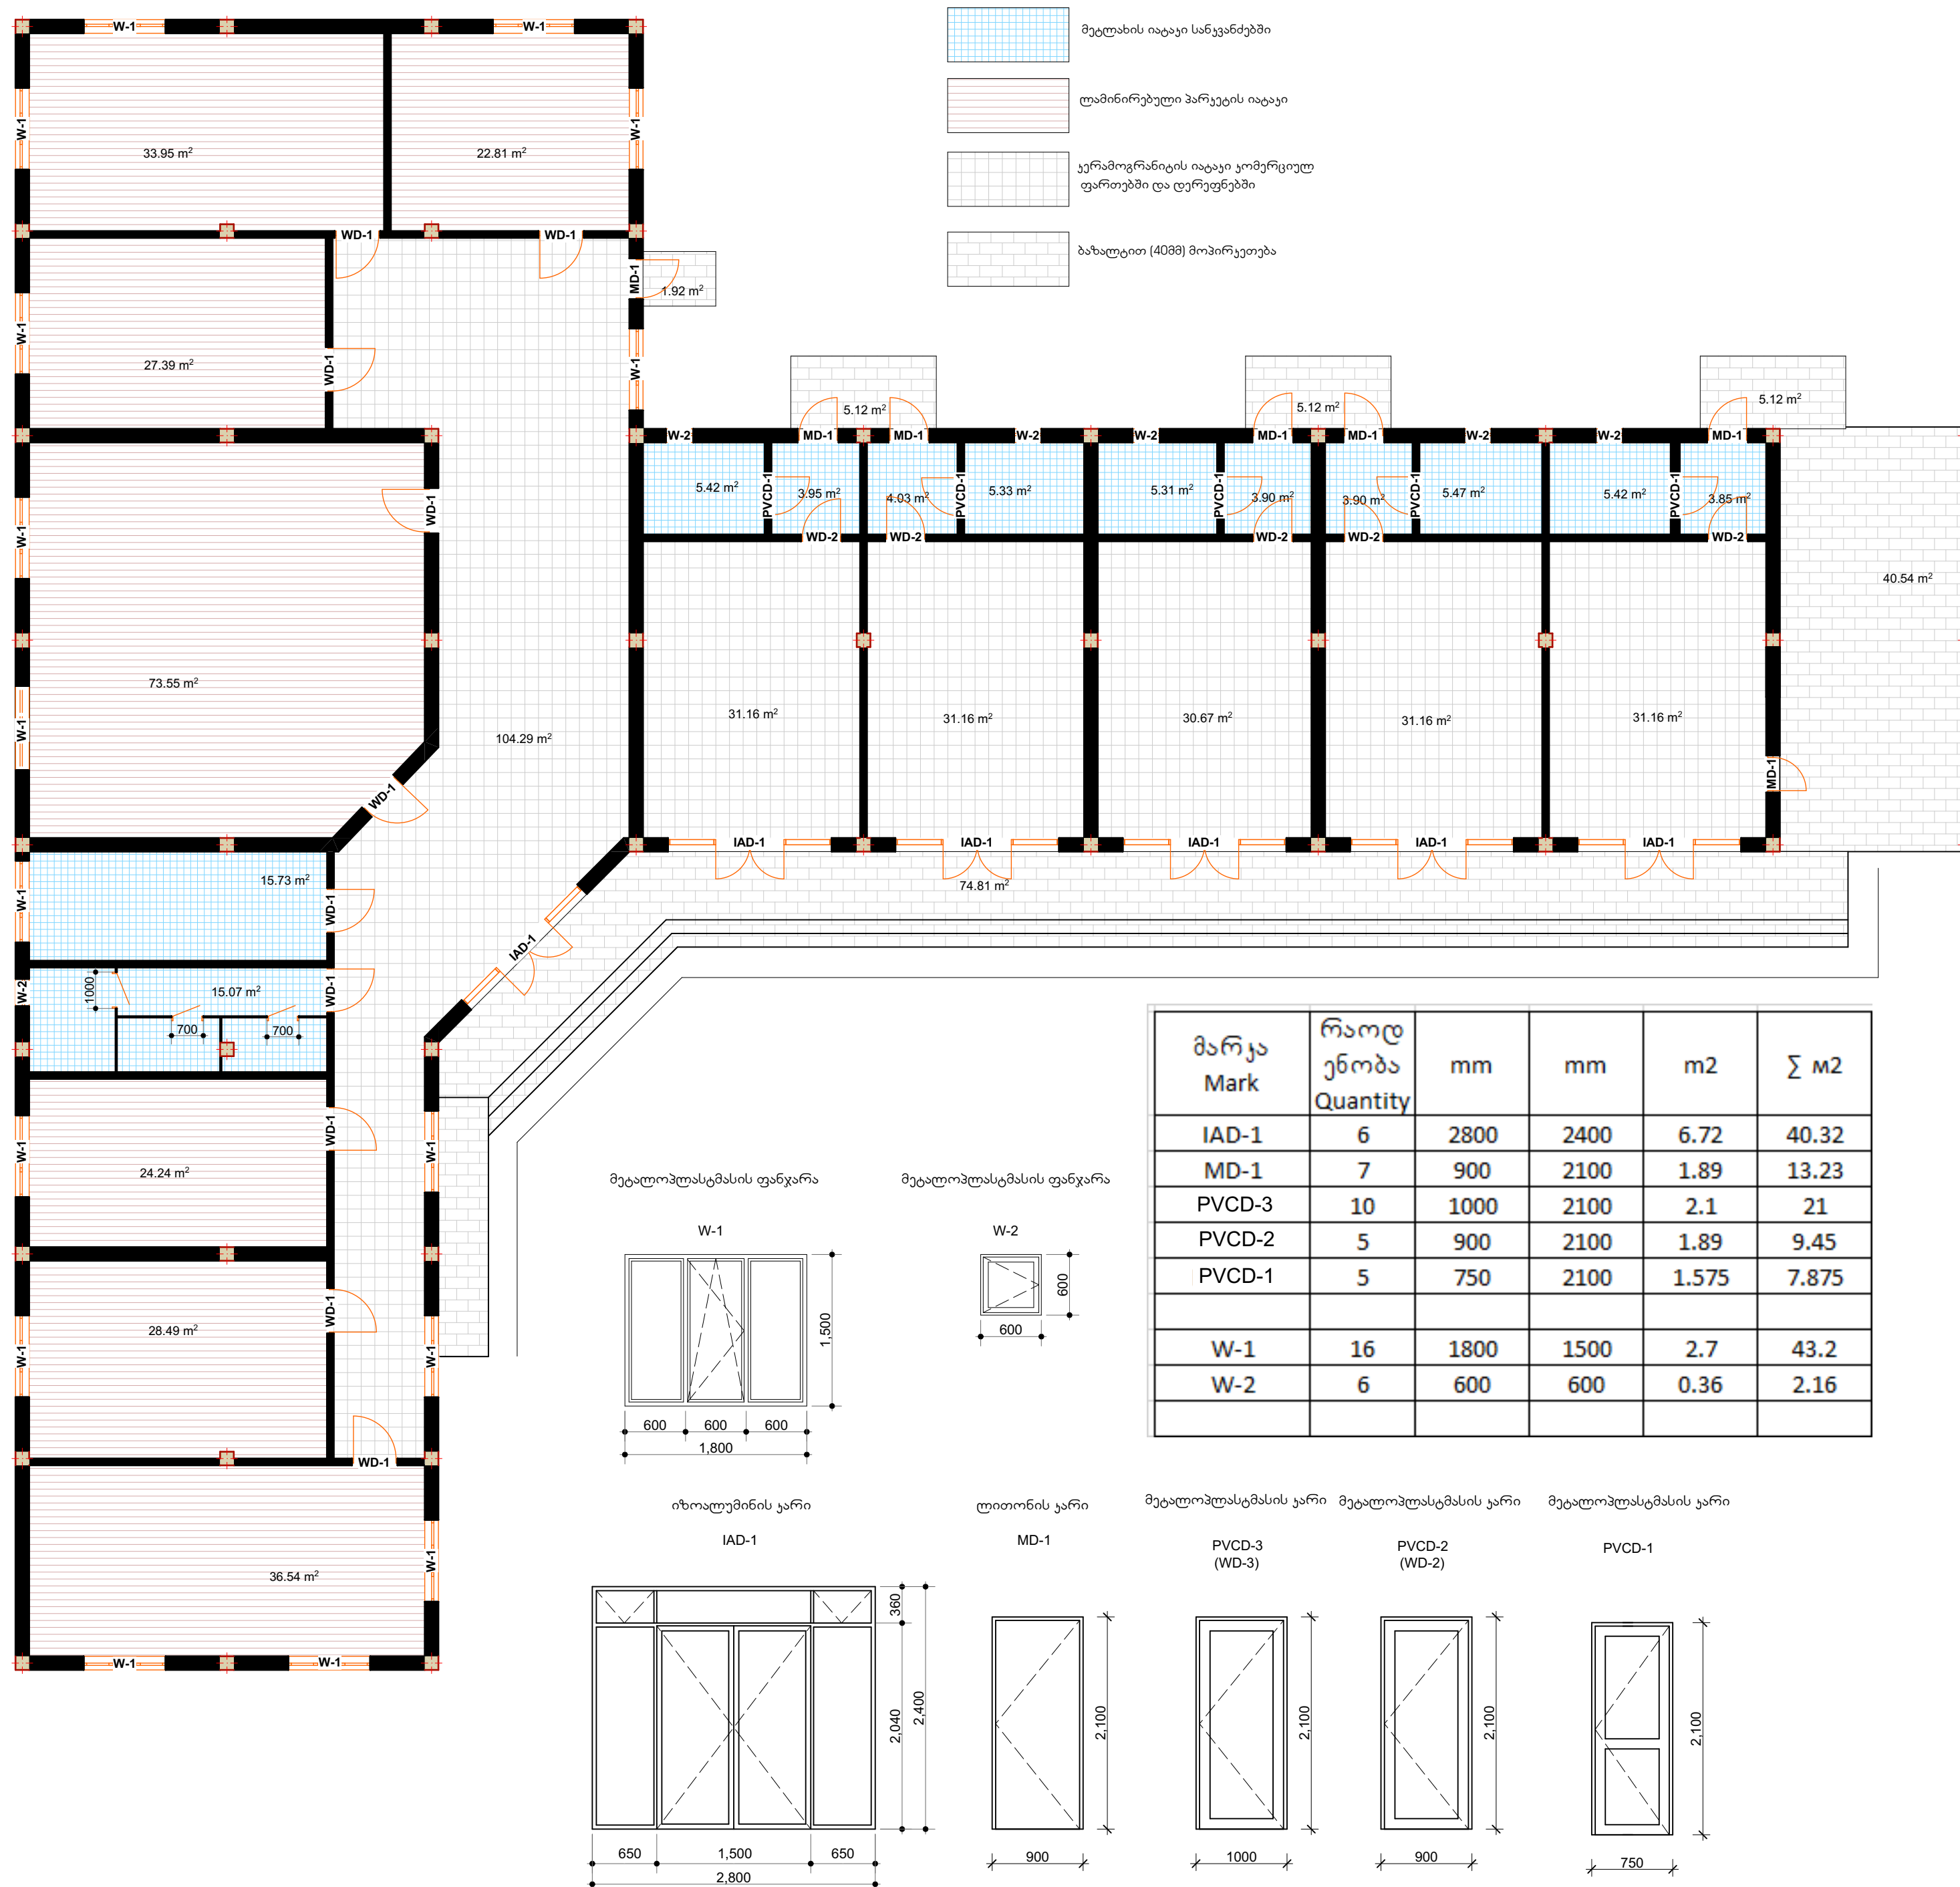 W-1
W-1
მეტლახის იატაკი სანკვანძებში
ლამინირებული პარკეტის იატაკი
კერამოგრანიტის იატაკი კომერციულ
ფართებში და დერეფნებში
ბაზალტით (40მმ) მოპირკეთება
W-1
W-1
33.95 m²
22.81 m²
WD-1
WD-1
MD-1
1.92 m²
W-1
27.39 m²
WD-1
W-1
5.12 m²
5.12 m²
5.12 m²
W-2
MD-1
MD-1
W-2
W-2
MD-1
MD-1
W-2
W-2
MD-1
5.42 m²
PVCD-1
3.95 m²
4.03 m²
PVCD-1
5.33 m²
5.31 m²
PVCD-1
3.90 m²
3.90 m²
PVCD-1
5.47 m²
5.42 m²
PVCD-1
3.85 m²
WD-2
WD-2
WD-2
WD-2
WD-2
W-1
WD-1
40.54 m²
73.55 m²
W-1
104.29 m²
31.16 m²
31.16 m²
30.67 m²
31.16 m²
31.16 m²
MD-1
WD-1
IAD-1
IAD-1
IAD-1
IAD-1
IAD-1
74.81 m²
15.73 m²
W-1
WD-1
IAD-1
W-2
1000
15.07 m²
WD-1
700
700
W-1
24.24 m²
WD-1
W-1
28.49 m²
W-1
WD-1
W-1
WD-1
36.54 m²
W-1
W-1
W-1
მარკა
Mark
რაოდ
ენობა
Quantity
mm
mm
m2
∑ м2
IAD-1 6 2800 2400 6.72 40.32
MD-1 7 900 2100 1.89 13.23
PVCD-3 10 1000 2100 2.1 21
PVCD-2 5 900 2100 1.89 9.45
PVCD-1 5 750 2100 1.575 7.875
W-1 16 1800 1500 2.7 43.2
W-2 6 600 600 0.36 2.16
მეტალოპლასტმასის ფანჯარა
W-1
1,500
600
600
600
1,800
მეტალოპლასტმასის ფანჯარა
W-2
600
600
იზოალუმინის კარი
IAD-1
360
2,040
2,400
650
1,500
650
2,800
ლითონის კარი
MD-1
2,100
900
მეტალოპლასტმასის კარი
PVCD-3
(WD-3)
2,100
1000
მეტალოპლასტმასის კარი
PVCD-2
(WD-2)
2,100
900
მეტალოპლასტმასის კარი
PVCD-1
2,100
750